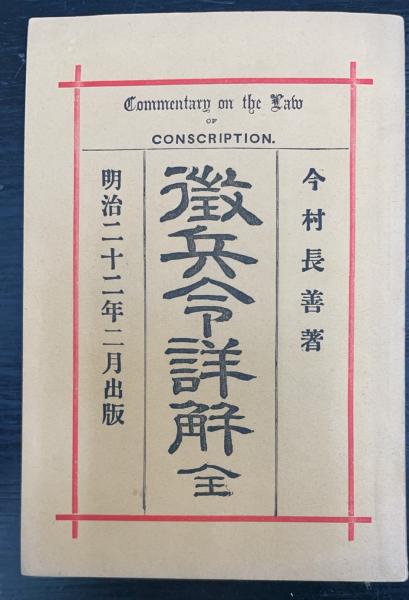 Commentary on the Law
OF
CONSCRIPTION.
今村長善著
徵兵令詳解全
明治二十二年二月出版